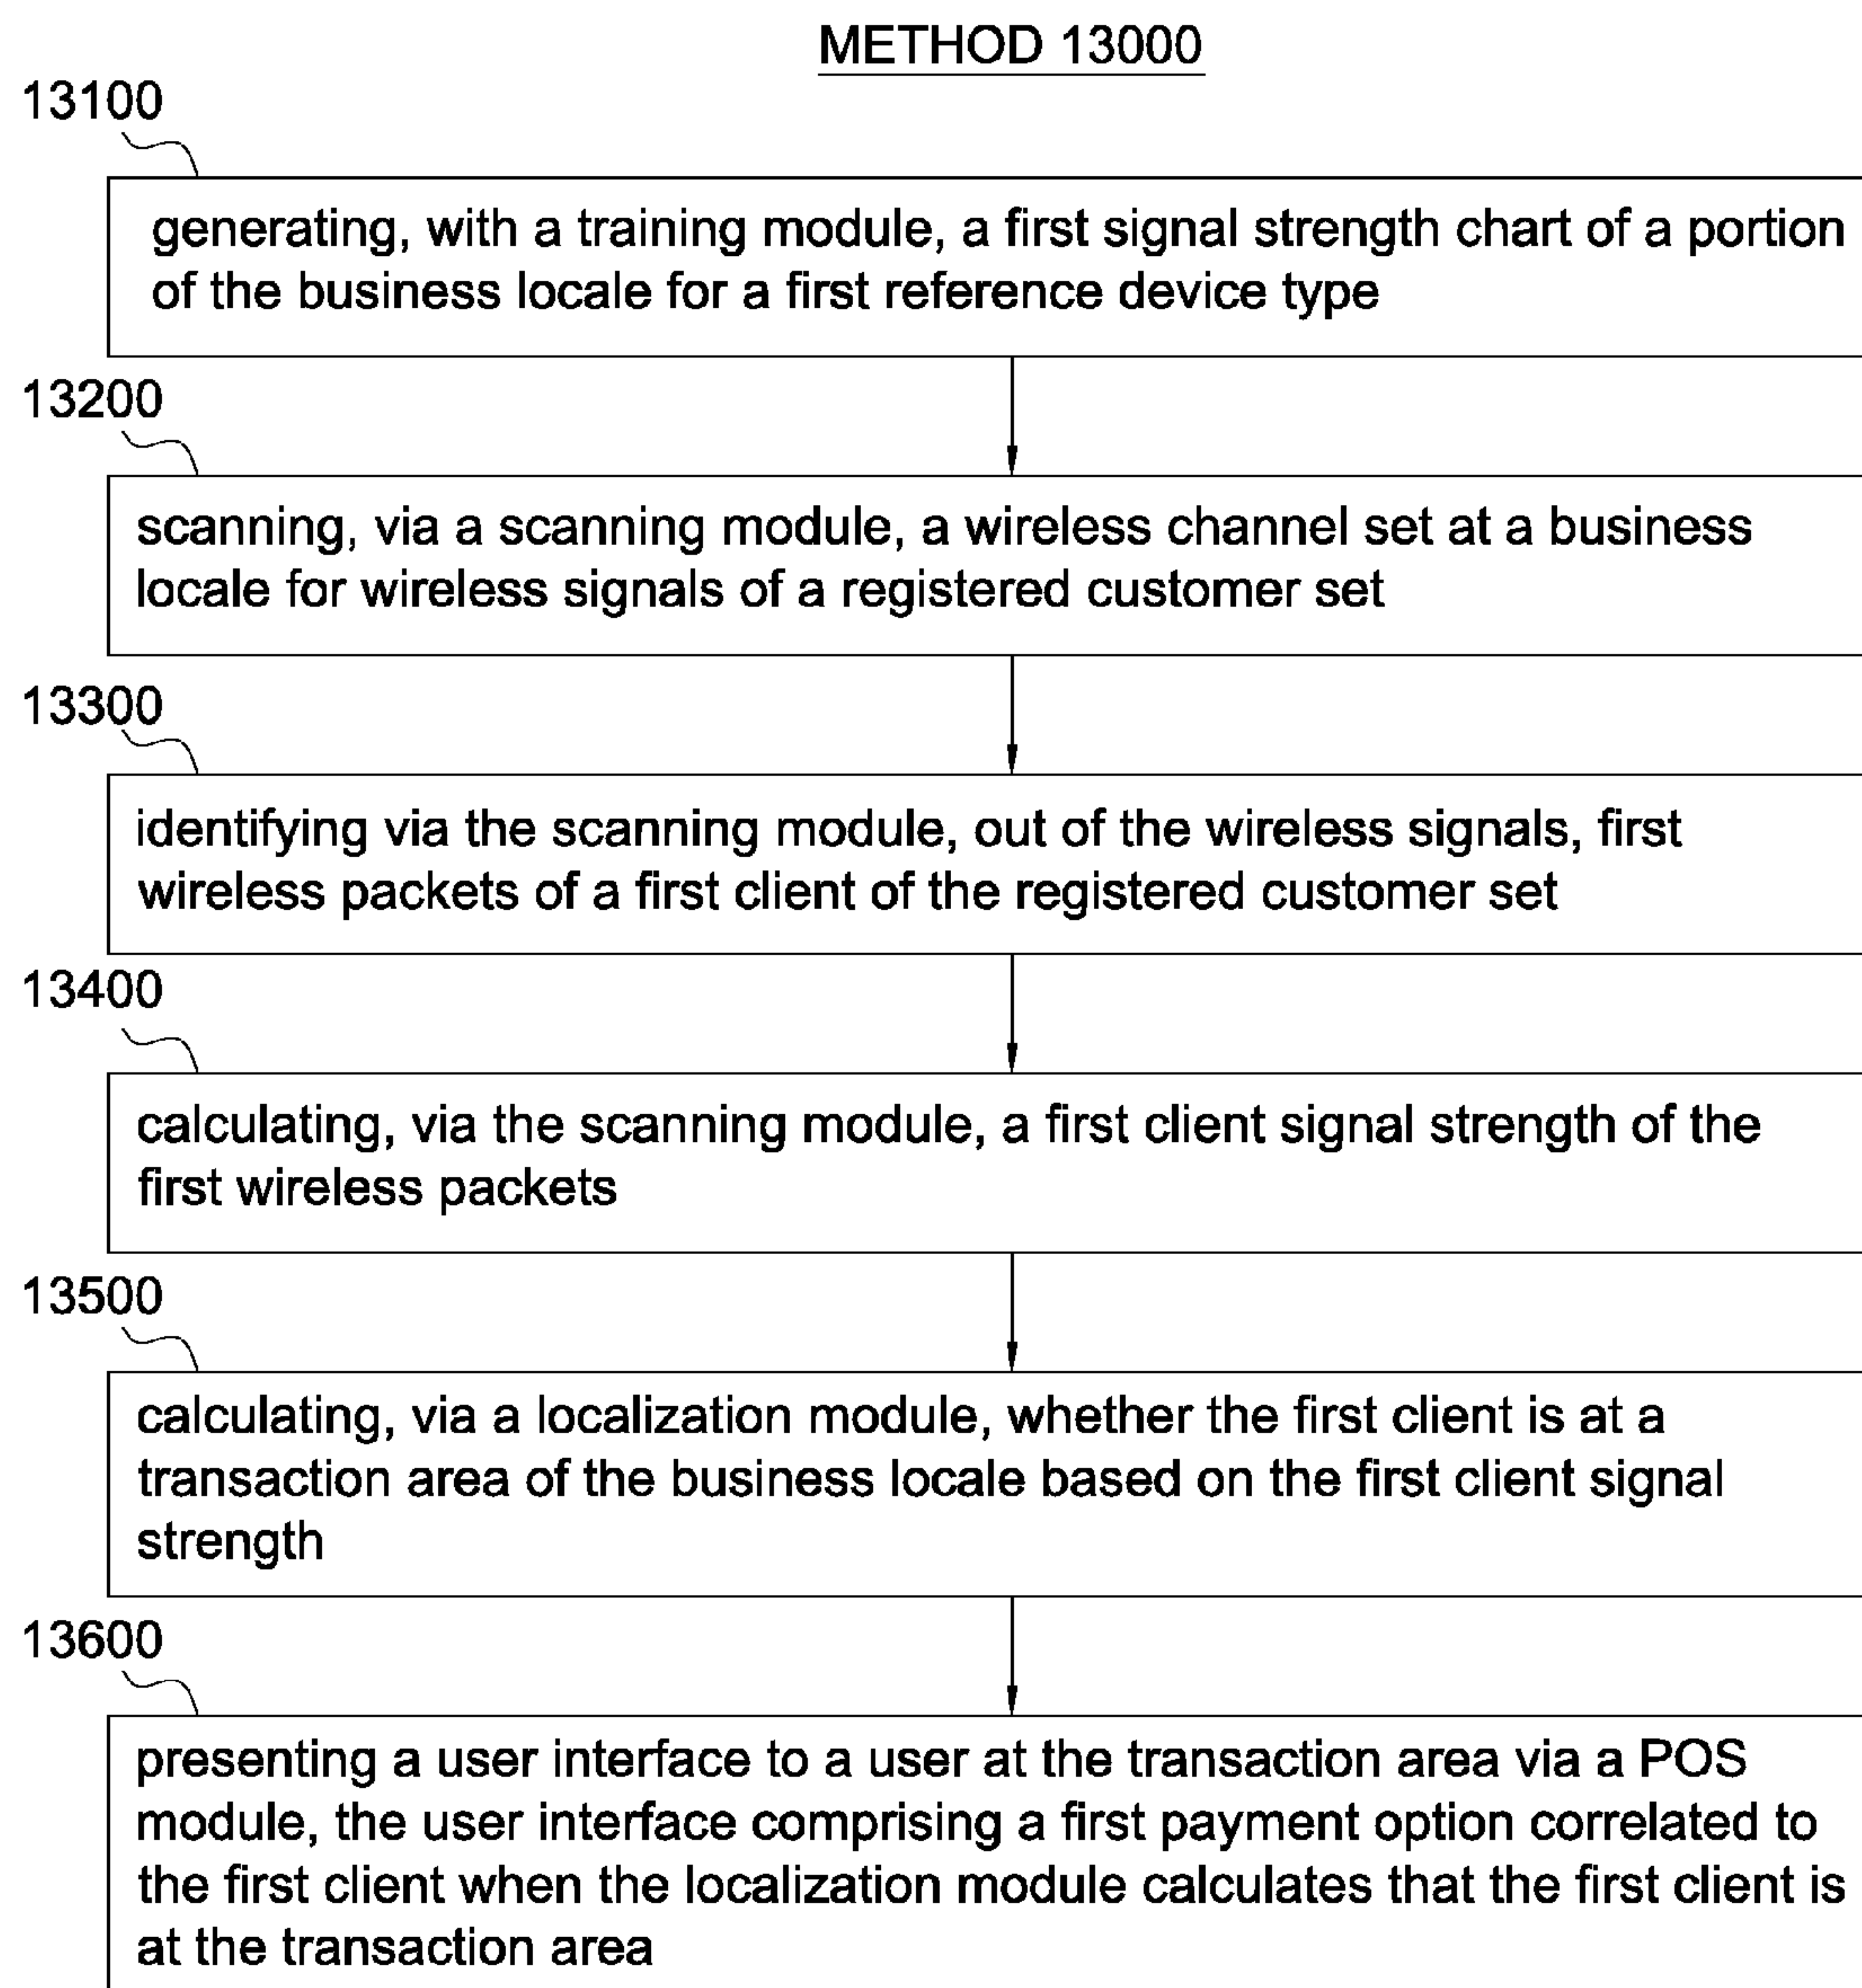 METHOD 13000
13100
generating, with a training module, a first signal strength chart of a portion
of the business locale for a first reference device type
13200
scanning, via a scanning module, a wireless channel set at a business
locale for wireless signals of a registered customer set
13300
identifying via the scanning module, out of the wireless signals, first
wireless packets of a first client of the registered customer set
13400
calculating, via the scanning module, a first client signal strength of the
first wireless packets
13500
calculating, via a localization module, whether the first client is at a
transaction area of the business locale based on the first client signal
strength
13600
presenting a user interface to a user at the transaction area via a POS
module, the user interface comprising a first payment option correlated to
the first client when the localization module calculates that the first client is
at the transaction area